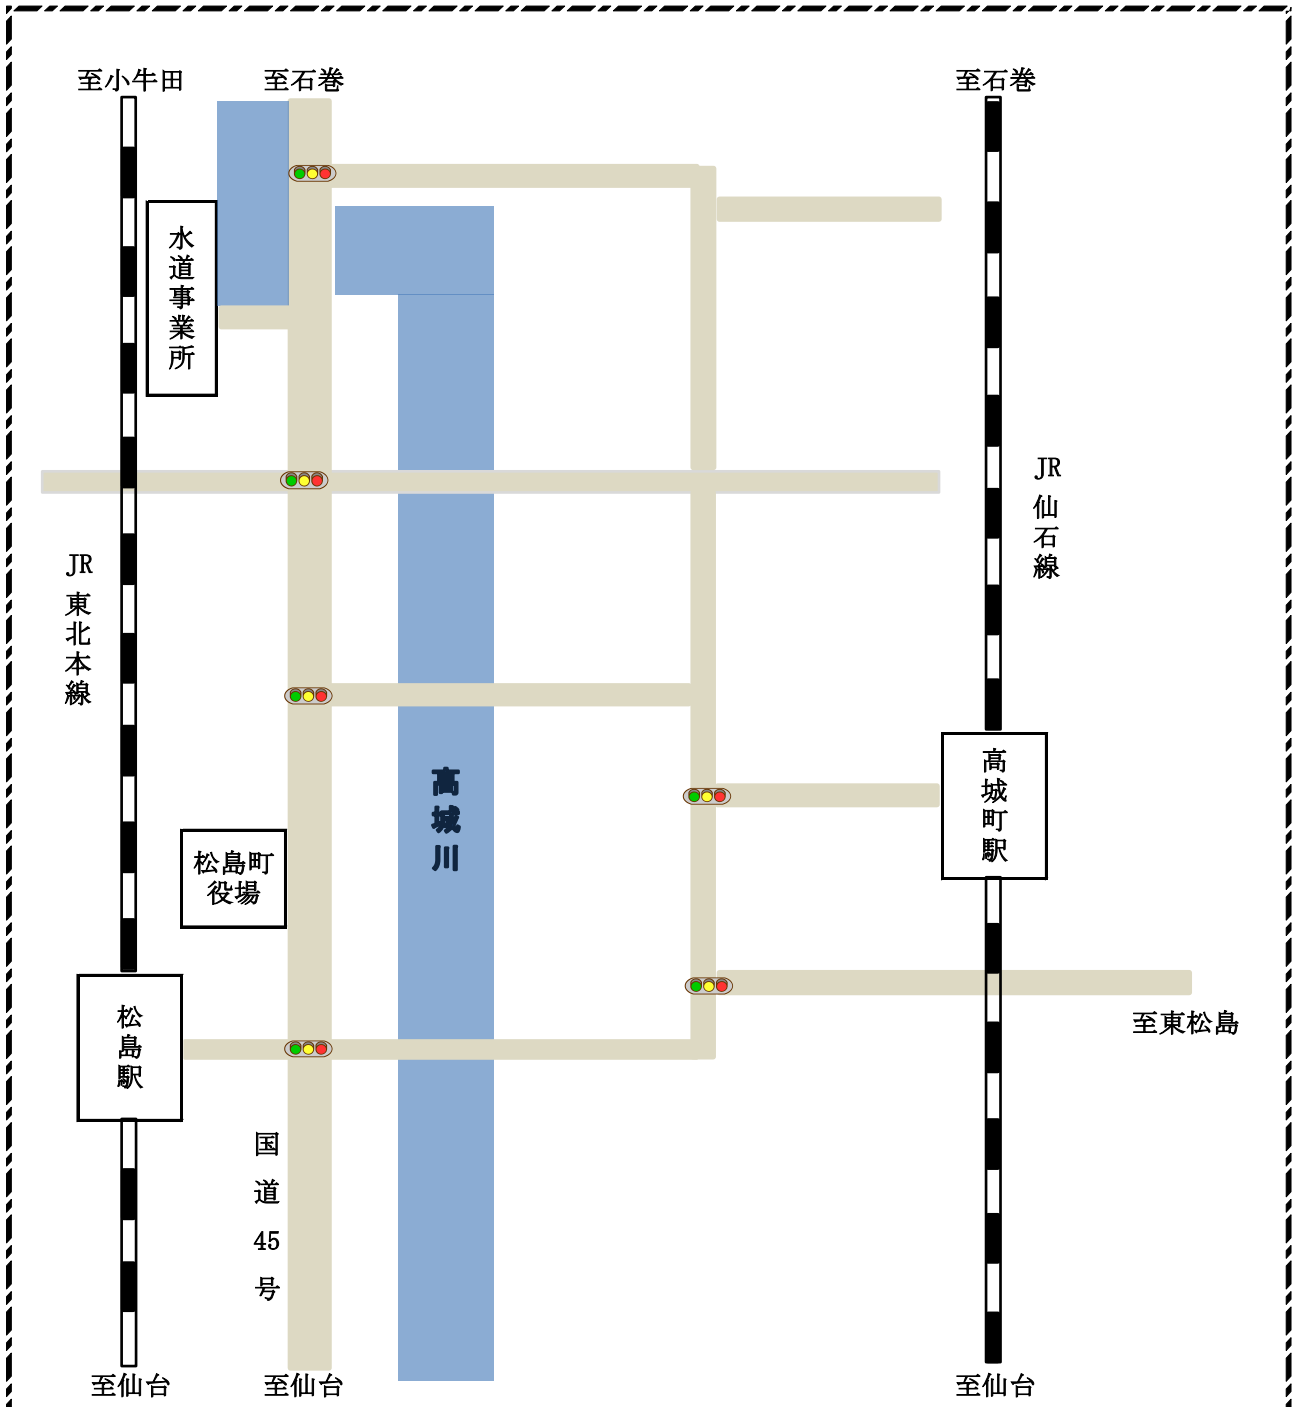 至小牛田
至石巻
至石巻
水道事業所
JR仙石線
JR東北本線
高城町駅
高城川
松島町
役場
松島駅
至東松島
国道45号
至仙台
至仙台
至仙台